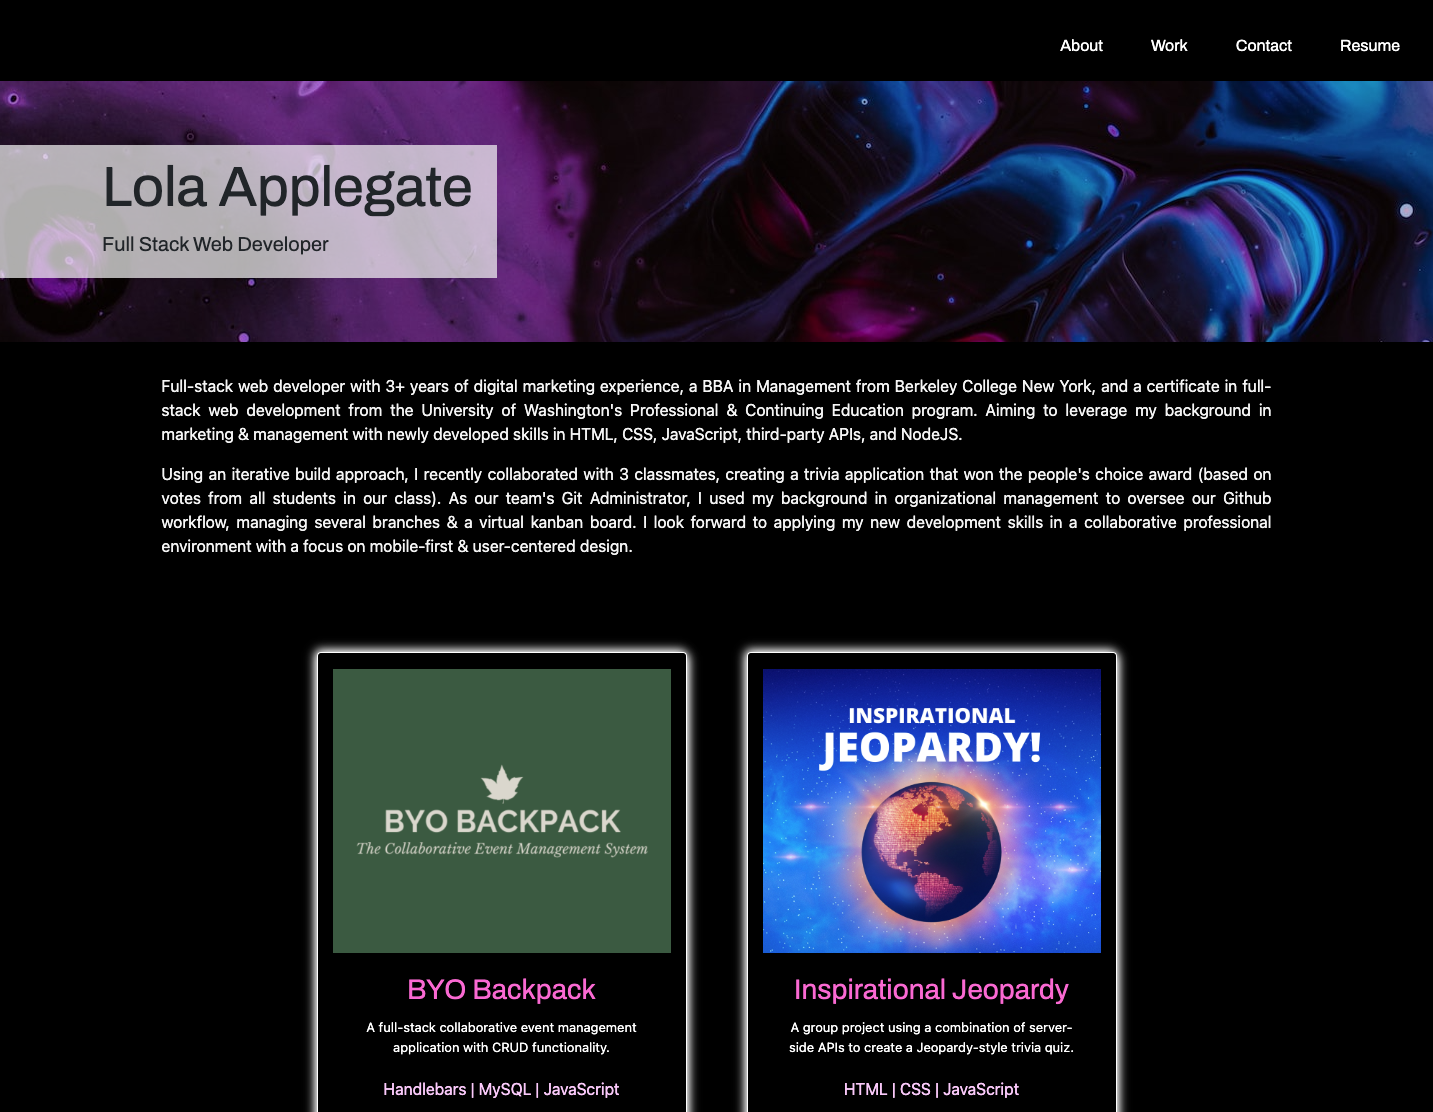 About Work Contact Resume
Lola Applegate
Full Stack Web Developer
Full-stack web developer with 3+ years of digital marketing experience, a BBA in Management from Berkeley College New York, and a certificate in full-
stack web development from the University of Washington's Professional & Continuing Education program. Aiming to leverage my background in
marketing & management with newly developed skills in HTML, CSS, JavaScript, third-party APIs, and NodeJS.
Using an iterative build approach, I recently collaborated with 3 classmates, creating a trivia application that won the people's choice award (based on
votes from all students in our class). As our team's Git Administrator, I used my background in organizational management to oversee our Github
workflow, managing several branches & a virtual kanban board. I look forward to applying my new development skills in a collaborative professional
environment with a focus on mobile-first & user-centered design.
BYO BACKPACK
The Collaborative Event Management System
BYO Backpack
A full-stack collaborative event management
application with CRUD functionality.
Handlebars | MySQL | JavaScript
INSPIRATIONAL
JEOPARDY!
Inspirational Jeopardy
A group project using a combination of server-
side APIs to create a Jeopardy-style trivia quiz.
HTML | CSS | JavaScript